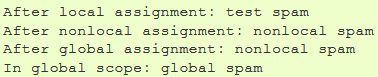 After local assignment: test spam
After nonlocal assignment: nonlocal spam
After global assignment: nonlocal spam
In global scope: global spam